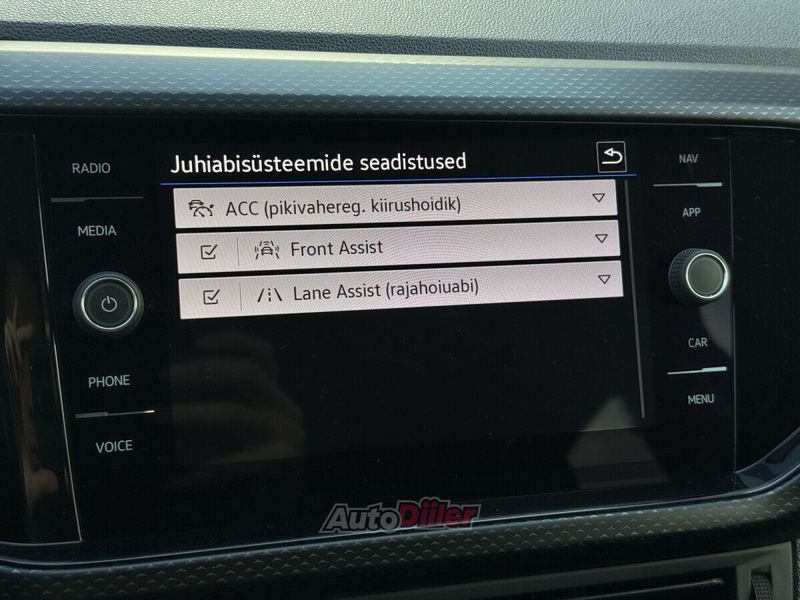 Juhiabisüsteemide seadistused
ACC (pikivahereg. kiirushoidik)
Front Assist
Lane Assist (rajahoiuabi)
RADIO
MEDIA
PHONE
VOICE
NAV
APP
CAR
MENU
AutoDiiler